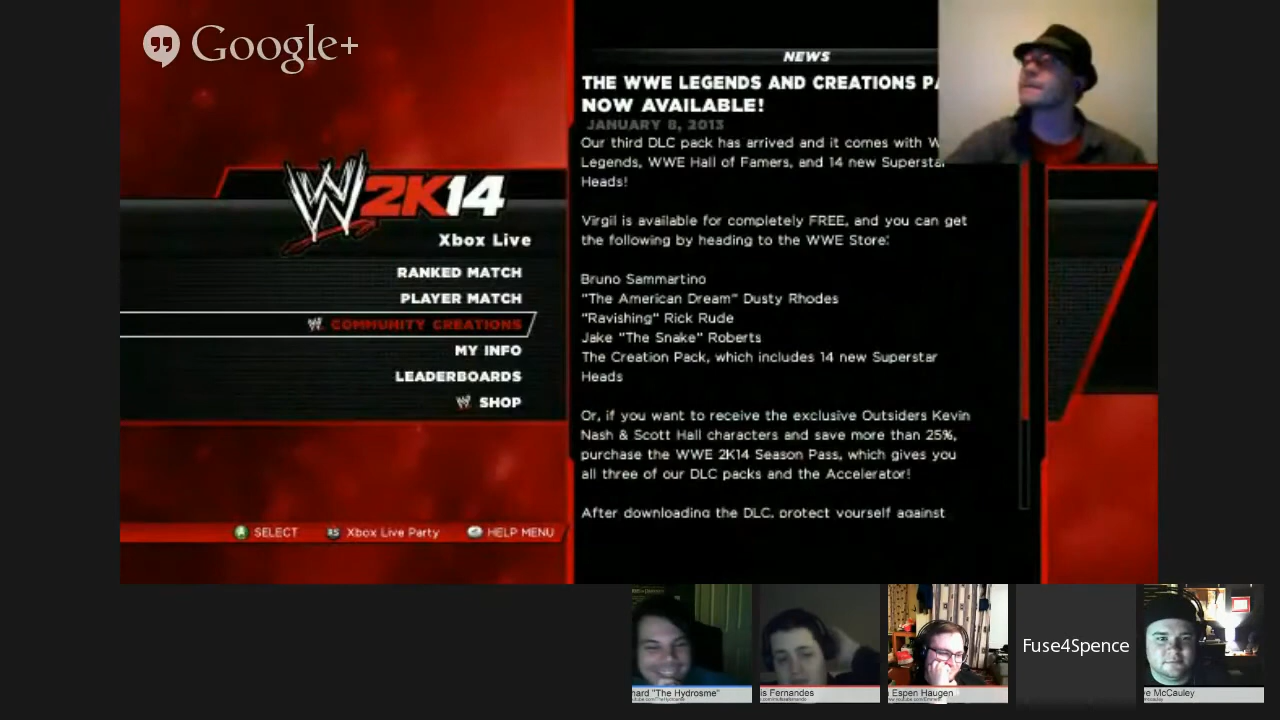 Google+
NEWS
THE WWE LEGENDS AND CREATIONS
NOW AVAILABLE!
JANUARY 8, 2013
Our third DLC pack has arrived and it comes with
Legends, WWE Hall of Famers, and 14 new
Heads!
Virgil is available for completely FREE, and you can get
the following by heading to the WWE Store:
Bruno Sammartino
"The American Dream" Dusty Rhodes
"Ravishing" Rick Rude
Jake "The Snake" Roberts
The Creation Pack, which includes 14 new Superstar
Heads
Or, if you want to receive the exclusive Outsiders Kevin
Nash & Scott Hall characters and save more than 25%,
purchase the WWE 2K14 Season Pass, which gives you
all three of our DLC packs and the Accelerator!
After downloading the DLC, protect yourself against
W 2K14
Xbox Live
RANKED MATCH
PLAYER MATCH
COMMUNITY CREATIONS
MY INFO
LEADERBOARDS
SHOP
A SELECT RS Xbox Live Party HELP MENU
hard "The Hydrosme"
is Fernandes
Espen Haugen
Fuse4Spence
e McCauley